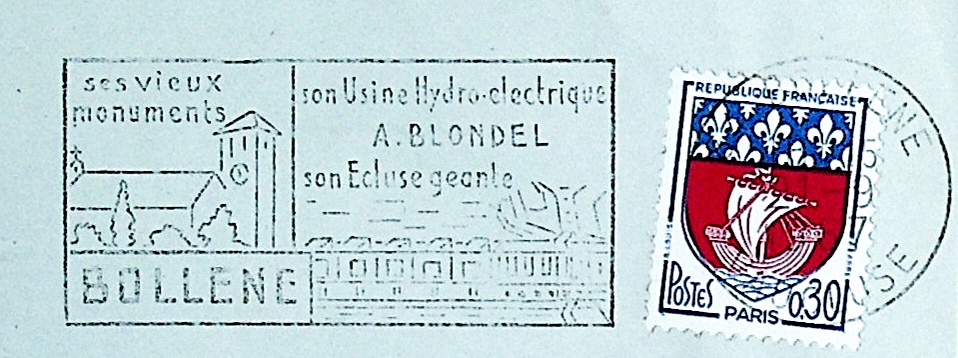 ses vieux
monuments
son Usine Hydro-electrique
A. BLONDEL
son Ecluse geante
BOLLENE
REPUBLIQUE FRANÇAISE
POSTES
0,30
PARIS